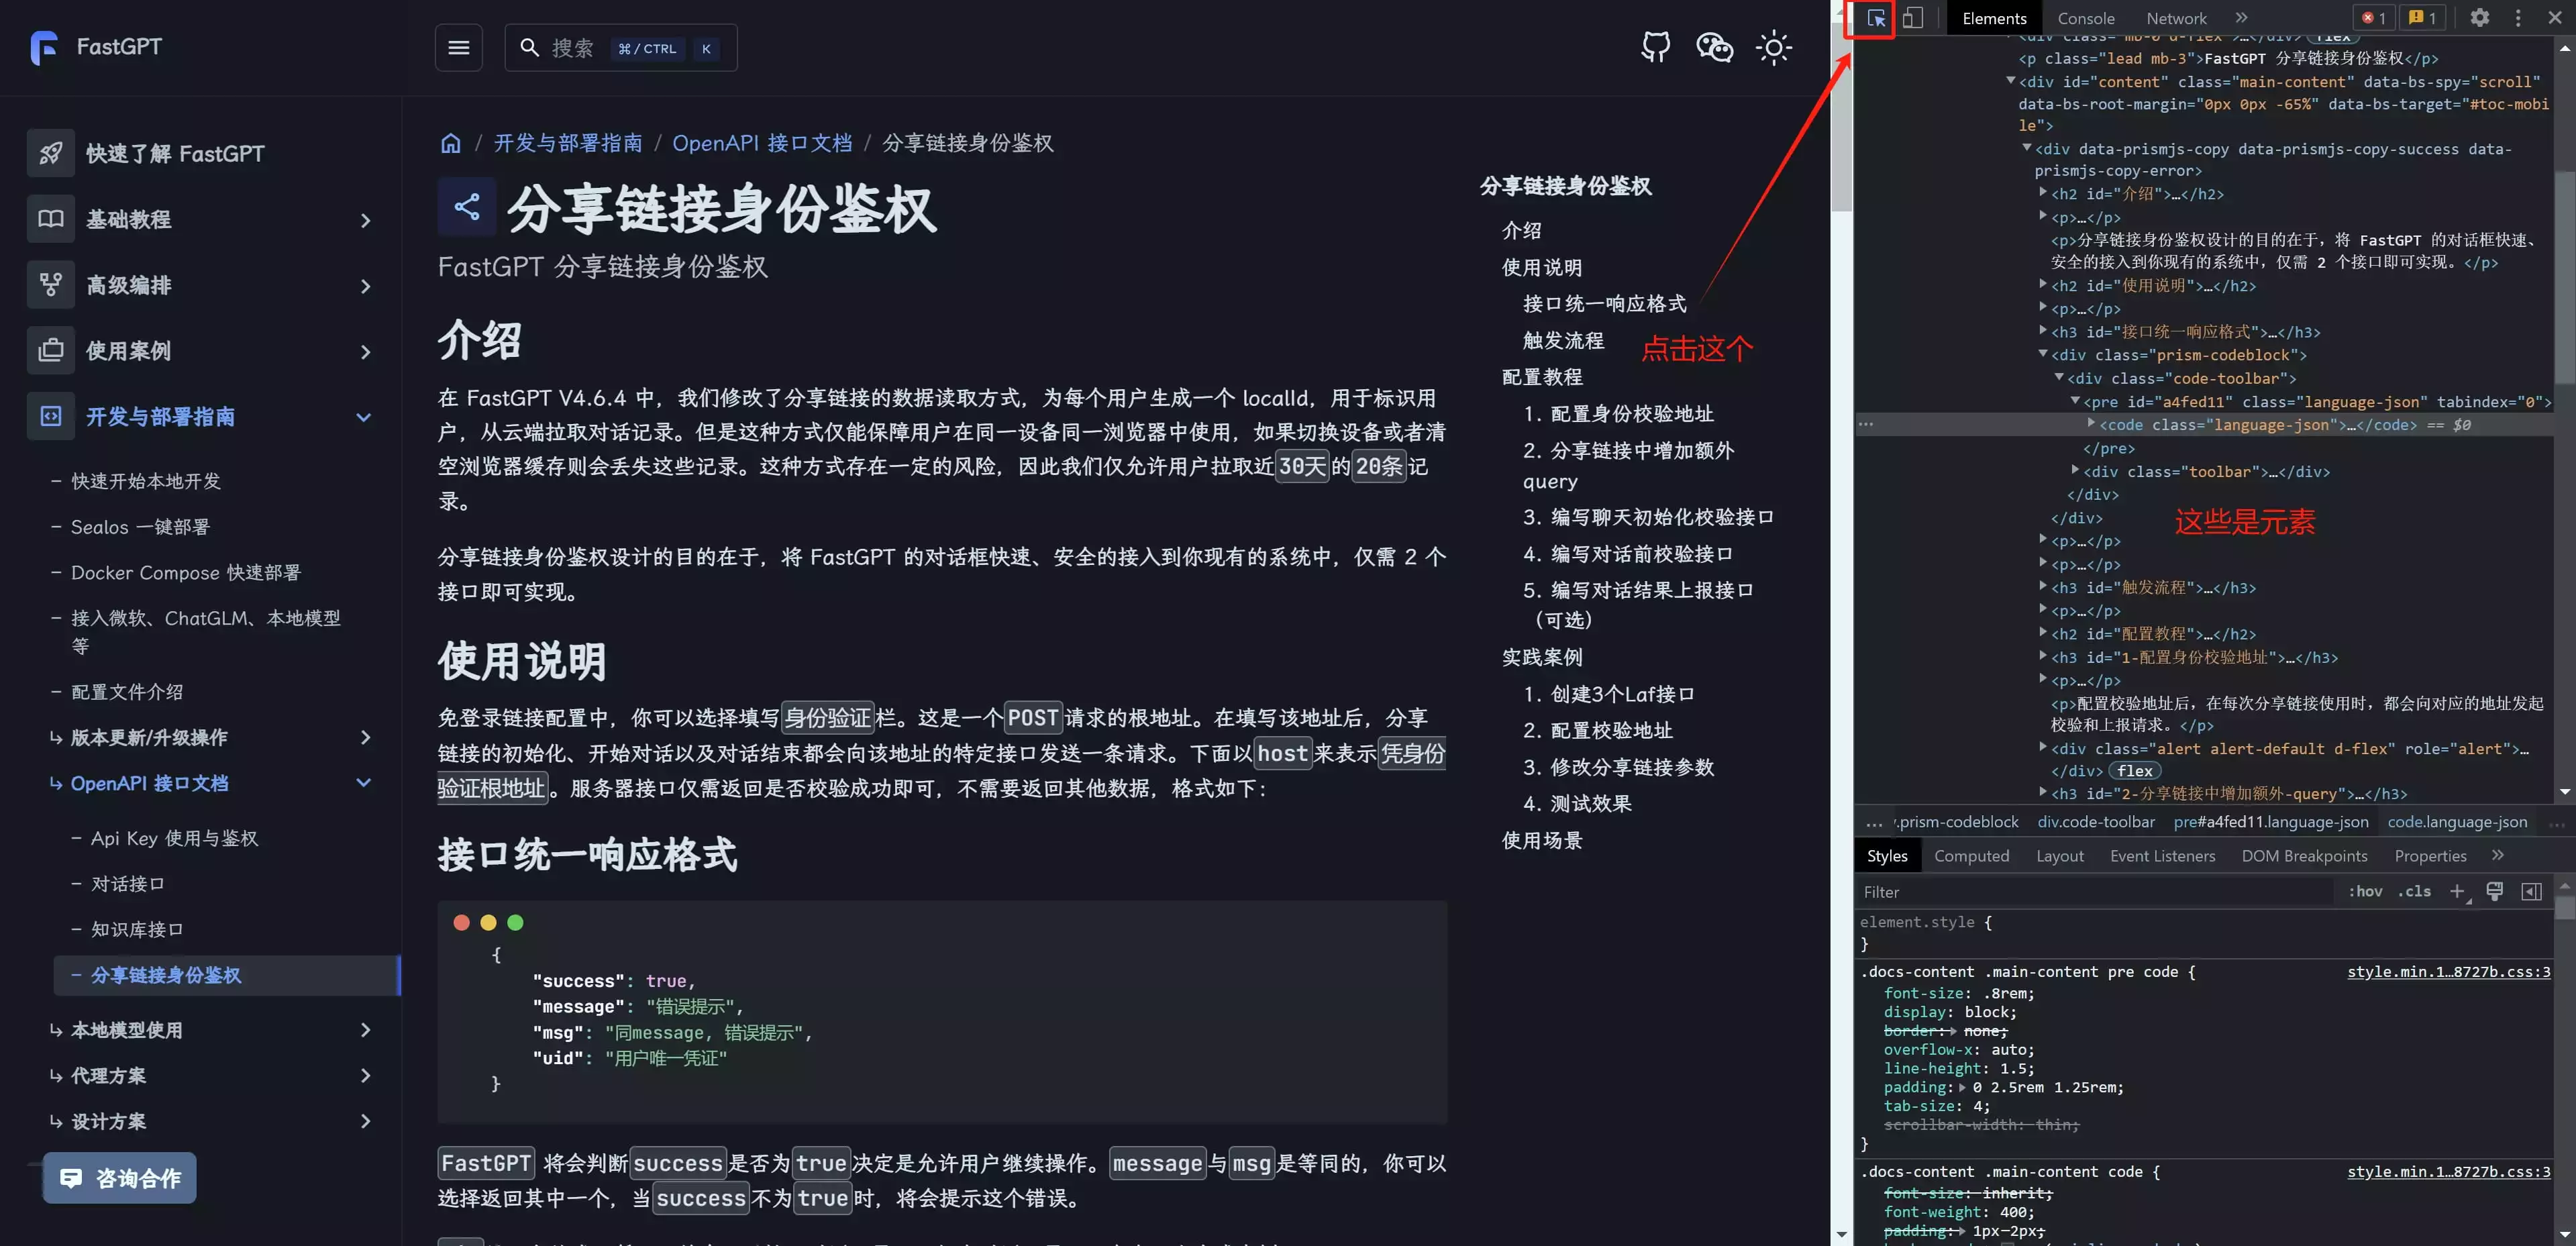 FastGPT
搜索 ⌘ / CTRL K
快速了解 FastGPT
基础教程
高级编排
使用案例
开发与部署指南
- 快速开始本地开发
- Sealos 一键部署
- Docker Compose 快速部署
- 接入微软、ChatGLM、本地模型
等
- 配置文件介绍
↳ 版本更新/升级操作
↳ OpenAPI 接口文档
- Api Key 使用与鉴权
- 对话接口
- 知识库接口
- 分享链接身份鉴权
↳ 本地模型使用
↳ 代理方案
↳ 设计方案
咨询合作
/ 开发与部署指南 / OpenAPI 接口文档 / 分享链接身份鉴权
分享链接身份鉴权
FastGPT 分享链接身份鉴权
介绍
在 FastGPT V4.6.4 中，我们修改了分享链接的数据读取方式，为每个用户生成一个 localId，用于标识用
户，从云端拉取对话记录。但是这种方式仅能保障用户在同一设备同一浏览器中使用，如果切换设备或者清
空浏览器缓存则会丢失这些记录。这种方式存在一定的风险，因此我们仅允许用户拉取近30天的20条记
录。
分享链接身份鉴权设计的目的在于，将 FastGPT 的对话框快速、安全的接入到你现有的系统中，仅需 2 个
接口即可实现。
使用说明
免登录链接配置中，你可以选择填写身份验证栏。这是一个POST请求的根地址。在填写该地址后，分享
链接的初始化、开始对话以及对话结束都会向该地址的特定接口发送一条请求。下面以host来表示凭身份
验证根地址。服务器接口仅需返回是否校验成功即可，不需要返回其他数据，格式如下：
接口统一响应格式
{
"success": true,
"message": "错误提示",
"msg": "同message, 错误提示",
"uid": "用户唯一凭证"
}
FastGPT 将会判断success是否为true决定是允许用户继续操作。message与msg是等同的，你可以
选择返回其中一个，当success不为true时，将会提示这个错误。
分享链接身份鉴权
介绍
使用说明
接口统一响应格式
触发流程
点击这个
配置教程
1. 配置身份校验地址
2. 分享链接中增加额外
query
3. 编写聊天初始化校验接口
4. 编写对话前校验接口
5. 编写对话结果上报接口
（可选）
实践案例
1. 创建3个Laf接口
2. 配置校验地址
3. 修改分享链接参数
4. 测试效果
使用场景
Elements Console Network » 1 1
<div class="mb-0 d-flex">…</div> flex
<p class="lead mb-3">FastGPT 分享链接身份鉴权</p>
<div id="content" class="main-content" data-bs-spy="scroll"
data-bs-root-margin="0px 0px -65%" data-bs-target="#toc-mobi
le">
<div data-prismjs-copy data-prismjs-copy-success data-
prismjs-copy-error>
<h2 id="介绍">…</h2>
<p>…</p>
<p>分享链接身份鉴权设计的目的在于，将 FastGPT 的对话框快速、
安全的接入到你现有的系统中，仅需 2 个接口即可实现。</p>
<h2 id="使用说明">…</h2>
<p>…</p>
<h3 id="接口统一响应格式">…</h3>
<div class="prism-codeblock">
<div class="code-toolbar">
<pre id="a4fed11" class="language-json" tabindex="0">
<code class="language-json">…</code> == $0
</pre>
<div class="toolbar">…</div>
</div>
</div>
这些是元素
<p>…</p>
<p>…</p>
<h3 id="触发流程">…</h3>
<p>…</p>
<h2 id="配置教程">…</h2>
<h3 id="1-配置身份校验地址">…</h3>
<p>…</p>
<p>配置校验地址后，在每次分享链接使用时，都会向对应的地址发起
校验和上报请求。</p>
<div class="alert alert-default d-flex" role="alert">…
</div> flex
<h3 id="2-分享链接中增加额外-query">…</h3>
… v.prism-codeblock div.code-toolbar pre#a4fed11.language-json code.language-json …
Styles Computed Layout Event Listeners DOM Breakpoints Properties »
Filter :hov .cls +
element.style {
}
.docs-content .main-content pre code { style.min.1…8727b.css:3
font-size: .8rem;
display: block;
border: none;
overflow-x: auto;
line-height: 1.5;
padding: 0 2.5rem 1.25rem;
tab-size: 4;
scrollbar-width: thin;
}
.docs-content .main-content code { style.min.1…8727b.css:3
font-size: inherit;
font-weight: 400;
padding: 1px 2px;